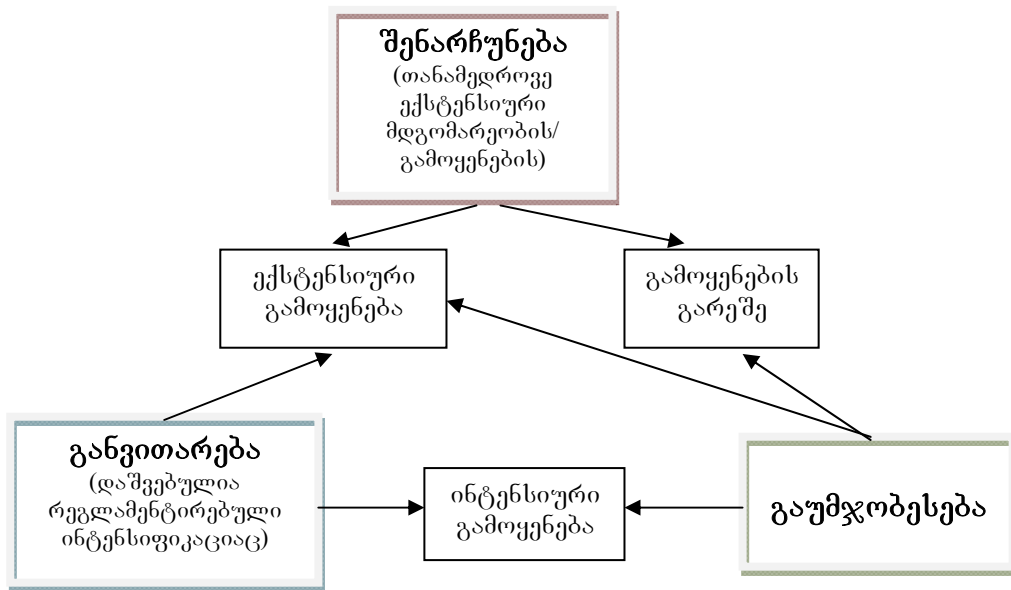 შენარჩუნება
(თანამედროვე
ექსტენსიური
მდგომარეობის/
გამოყენების)
ექსტენსიური
გამოყენება
გამოყენების
გარეშე
განვითარება
(დაშვებულია
რეგლამენტირებული
ინტენსიფიკაციაც)
ინტენსიური
გამოყენება
გაუმჯობესება